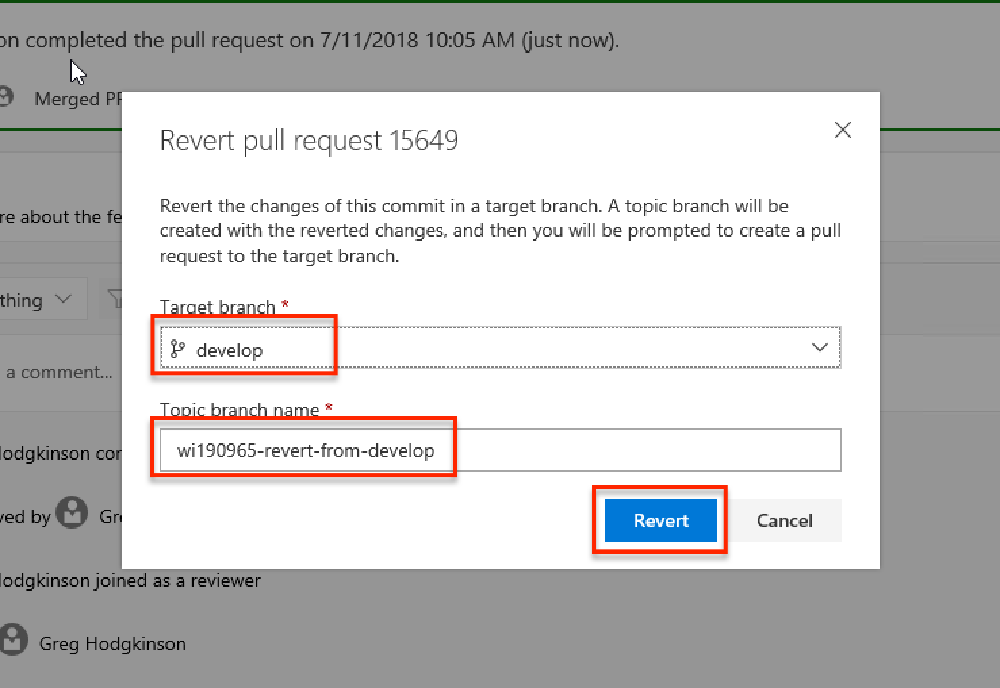 on completed the pull request on 7/11/2018 10:05 AM (just now).
Merged PR
Revert pull request 15649
Revert the changes of this commit in a target branch. A topic branch will be
created with the reverted changes, and then you will be prompted to create a pull
request to the target branch.
re about the fe
thing
Target branch *
develop
a comment...
Topic branch name *
wi190965-revert-from-develop
odgkinson con
ved by Gr
Revert Cancel
odgkinson joined as a reviewer
Greg Hodgkinson